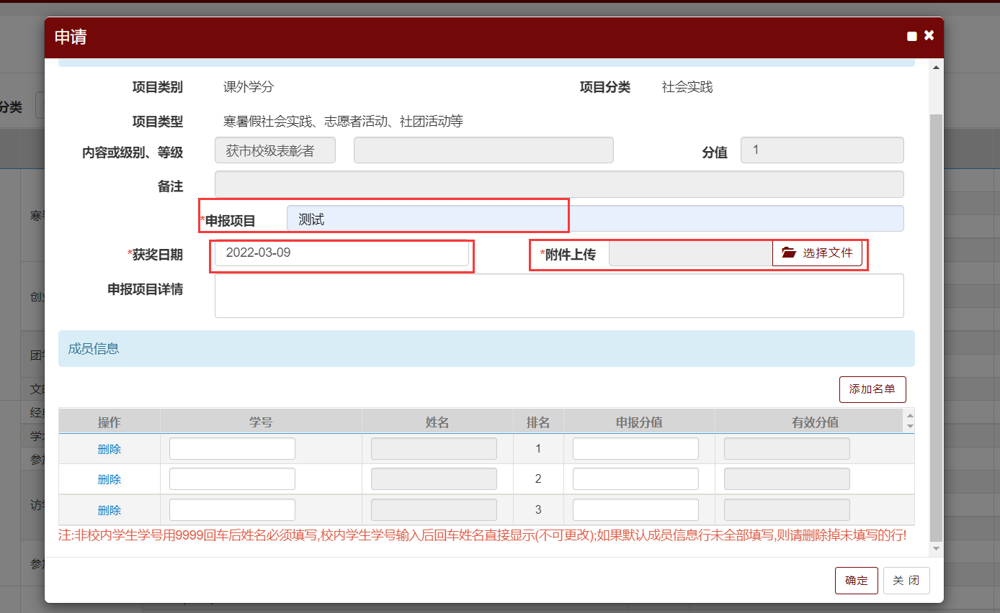 申请
项目类别 课外学分 项目分类 社会实践
分类
项目类型 寒暑假社会实践、志愿者活动、社团活动等
内容或级别、等级 获市校级表彰者 分值 1
备注
*申报项目 测试
*获奖日期 2022-03-09 *附件上传 选择文件
申报项目详情
成员信息
添加名单
操作 学号 姓名 排名 申报分值 有效分值
删除 1
删除 2
删除 3
注:非校内学生学号用9999回车后姓名必须填写,校内学生学号输入后回车姓名直接显示(不可更改);如果默认成员信息行未全部填写,则请删除掉未填写的行!
确定 关 闭